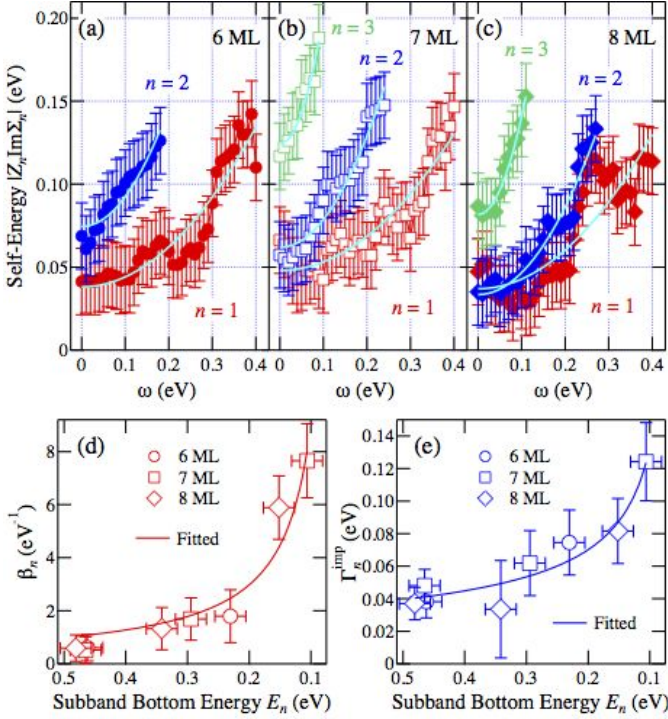 (a) 6 ML (b) 7 ML (c) 8 ML
n = 2 n = 3 n = 2 n = 3 n = 2
n = 1 n = 1 n = 1
Self-Energy |Z_n ImΣ_n| (eV)
0.20
0.15
0.10
0.05
0
0 0.1 0.2 0.3 0.4 0 0.1 0.2 0.3 0.4 0 0.1 0.2 0.3 0.4
ω (eV) ω (eV) ω (eV)
(d)
6 ML
7 ML
8 ML
Fitted
β_n (eV⁻¹)
8
6
4
2
0
0.5 0.4 0.3 0.2 0.1
Subband Bottom Energy E_n (eV)
(e)
6 ML
7 ML
8 ML
Fitted
Γ_n^imp (eV)
0.14
0.12
0.10
0.08
0.06
0.04
0.02
0.00
0.5 0.4 0.3 0.2 0.1
Subband Bottom Energy E_n (eV)